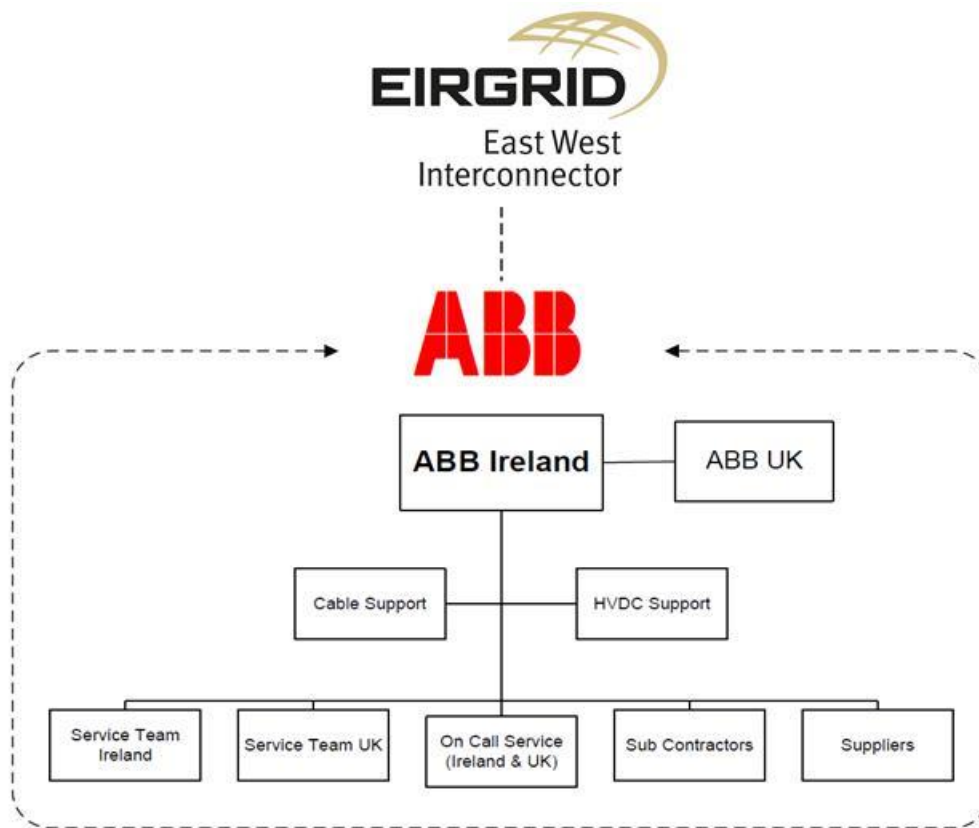 EIRGRID
East West
Interconnector
ABB
ABB Ireland
ABB UK
Cable Support
HVDC Support
Service Team
Ireland
Service Team UK
On Call Service
(Ireland & UK)
Sub Contractors
Suppliers